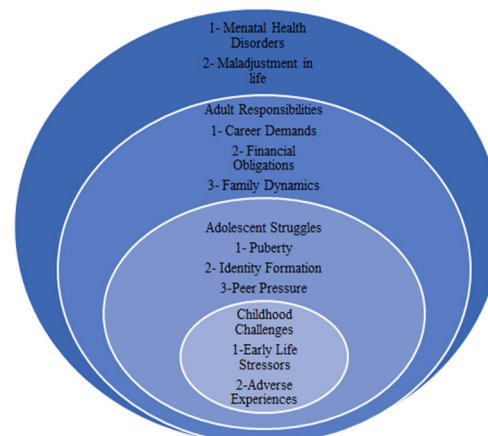 1- Menatal Health
Disorders
2- Maladjustment in
life
Adult Responsibilities
1- Career Demands
2- Financial
Obligations
3- Family Dynamics
Adolescent Struggles
1- Puberty
2- Identity Formation
3-Peer Pressure
Childhood
Challenges
1-Early Life
Stressors
2-Adverse
Experiences